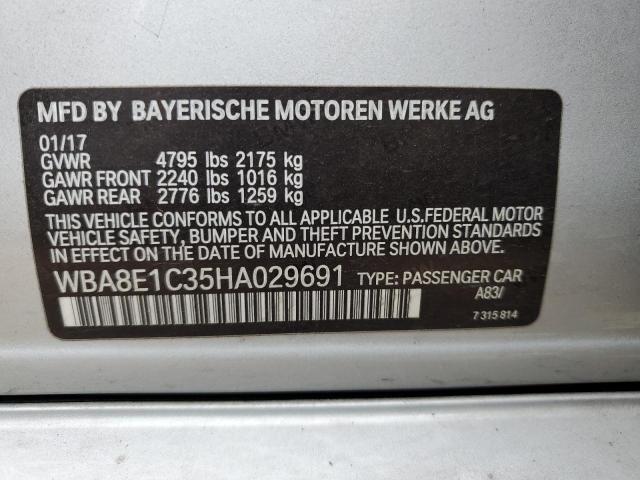 MFD BY BAYERISCHE MOTOREN WERKE AG
01/17
GVWR 4795 lbs 2175 kg
GAWR FRONT 2240 lbs 1016 kg
GAWR REAR 2776 lbs 1259 kg
THIS VEHICLE CONFORMS TO ALL APPLICABLE U.S.FEDERAL MOTOR
VEHICLE SAFETY, BUMPER AND THEFT PREVENTION STANDARDS
IN EFFECT ON THE DATE OF MANUFACTURE SHOWN ABOVE.
WBA8E1C35HA029691 TYPE: PASSENGER CAR
A83/
7 315 814